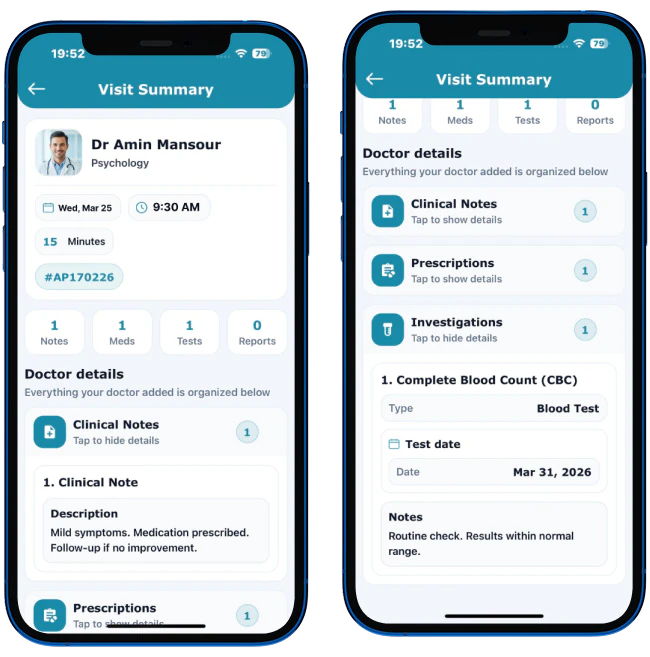 19:52
79
Visit Summary
Dr Amin Mansour
Psychology
Wed, Mar 25
9:30 AM
15 Minutes
#AP170226
1
Notes
1
Meds
1
Tests
0
Reports
Doctor details
Everything your doctor added is organized below
Clinical Notes
Tap to hide details
1
1. Clinical Note
Description
Mild symptoms. Medication prescribed.
Follow-up if no improvement.
Prescriptions
Tap to show details
1
19:52
79
Visit Summary
1
Notes
1
Meds
1
Tests
0
Reports
Doctor details
Everything your doctor added is organized below
Clinical Notes
Tap to show details
1
Prescriptions
Tap to show details
1
Investigations
Tap to hide details
1
1. Complete Blood Count (CBC)
Type
Blood Test
Test date
Date
Mar 31, 2026
Notes
Routine check. Results within normal
range.